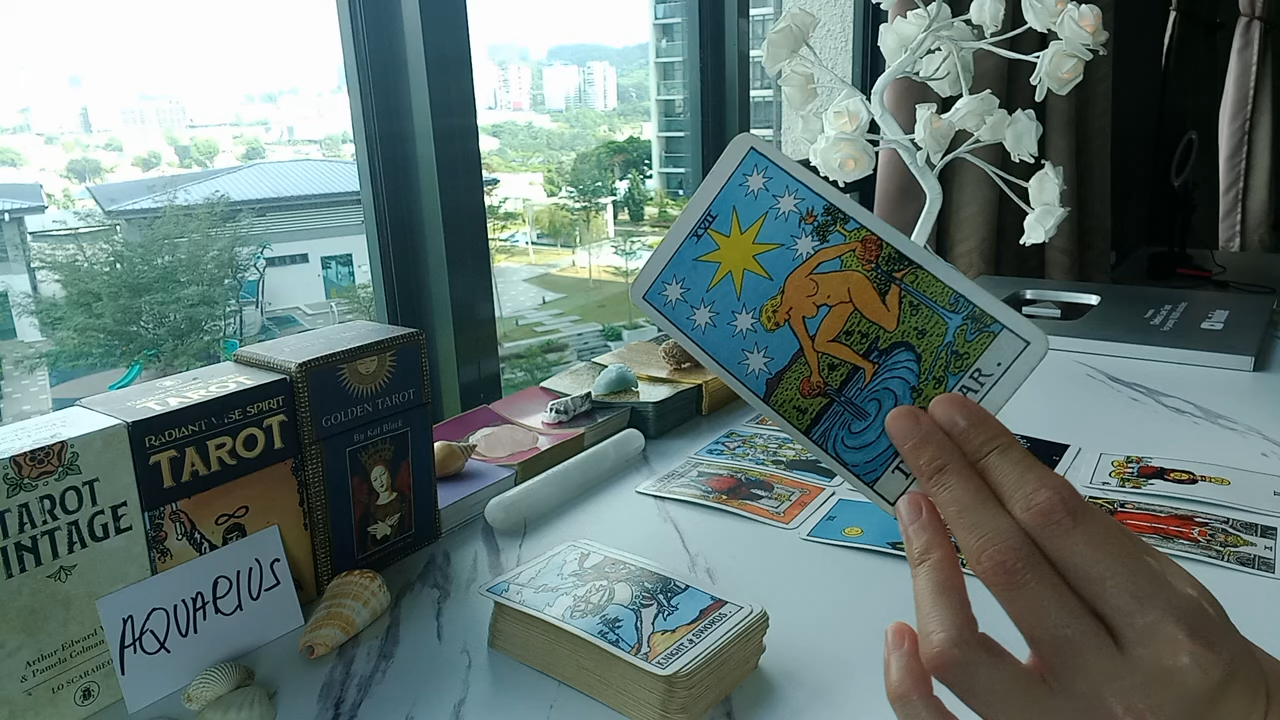 TAROT
VINTAGE
Arthur Edward
& Pamela Colman
LO SCARABEO
TAROT
RADIANT WISE SPIRIT
TAROT
GOLDEN TAROT
By Kat Black
AQUARIUS
KNIGHT of SWORDS.
XVII